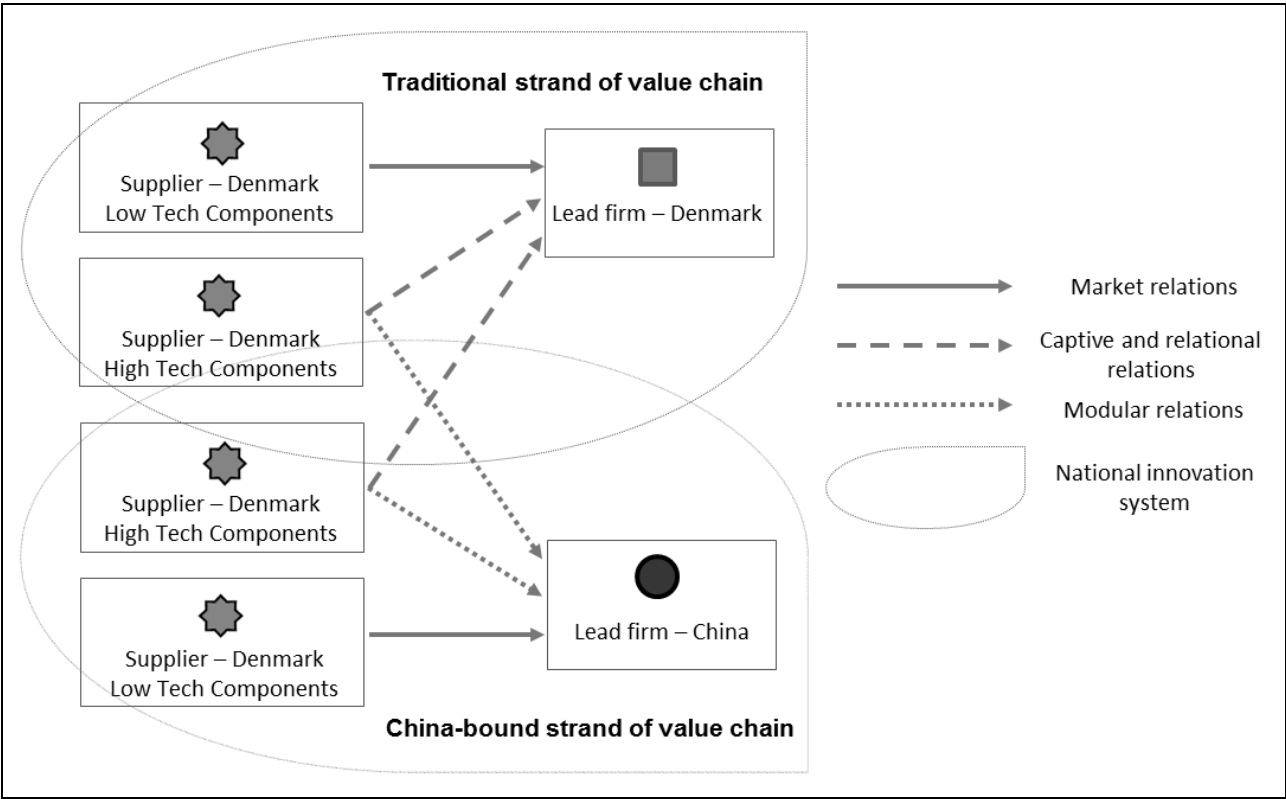 Traditional strand of value chain
Supplier – Denmark
Low Tech Components
Lead firm – Denmark
Supplier – Denmark
High Tech Components
Supplier – Denmark
High Tech Components
Supplier – Denmark
Low Tech Components
Lead firm – China
China-bound strand of value chain
Market relations
Captive and relational
relations
Modular relations
National innovation
system